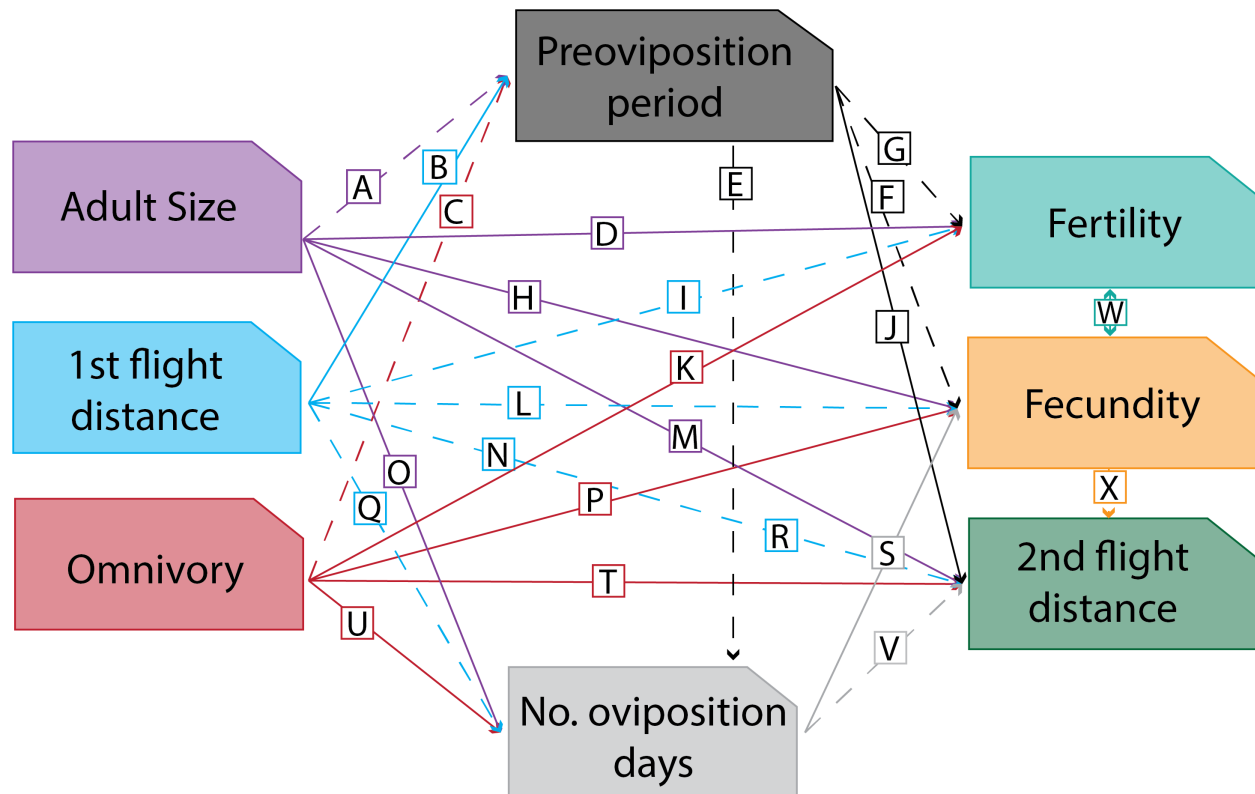 Preoviposition
period
Adult Size
1st flight
distance
Omnivory
No. oviposition
days
Fertility
Fecundity
2nd flight
distance
A
B
C
D
E
F
G
H
I
J
K
L
M
N
O
P
Q
R
S
T
U
V
W
X